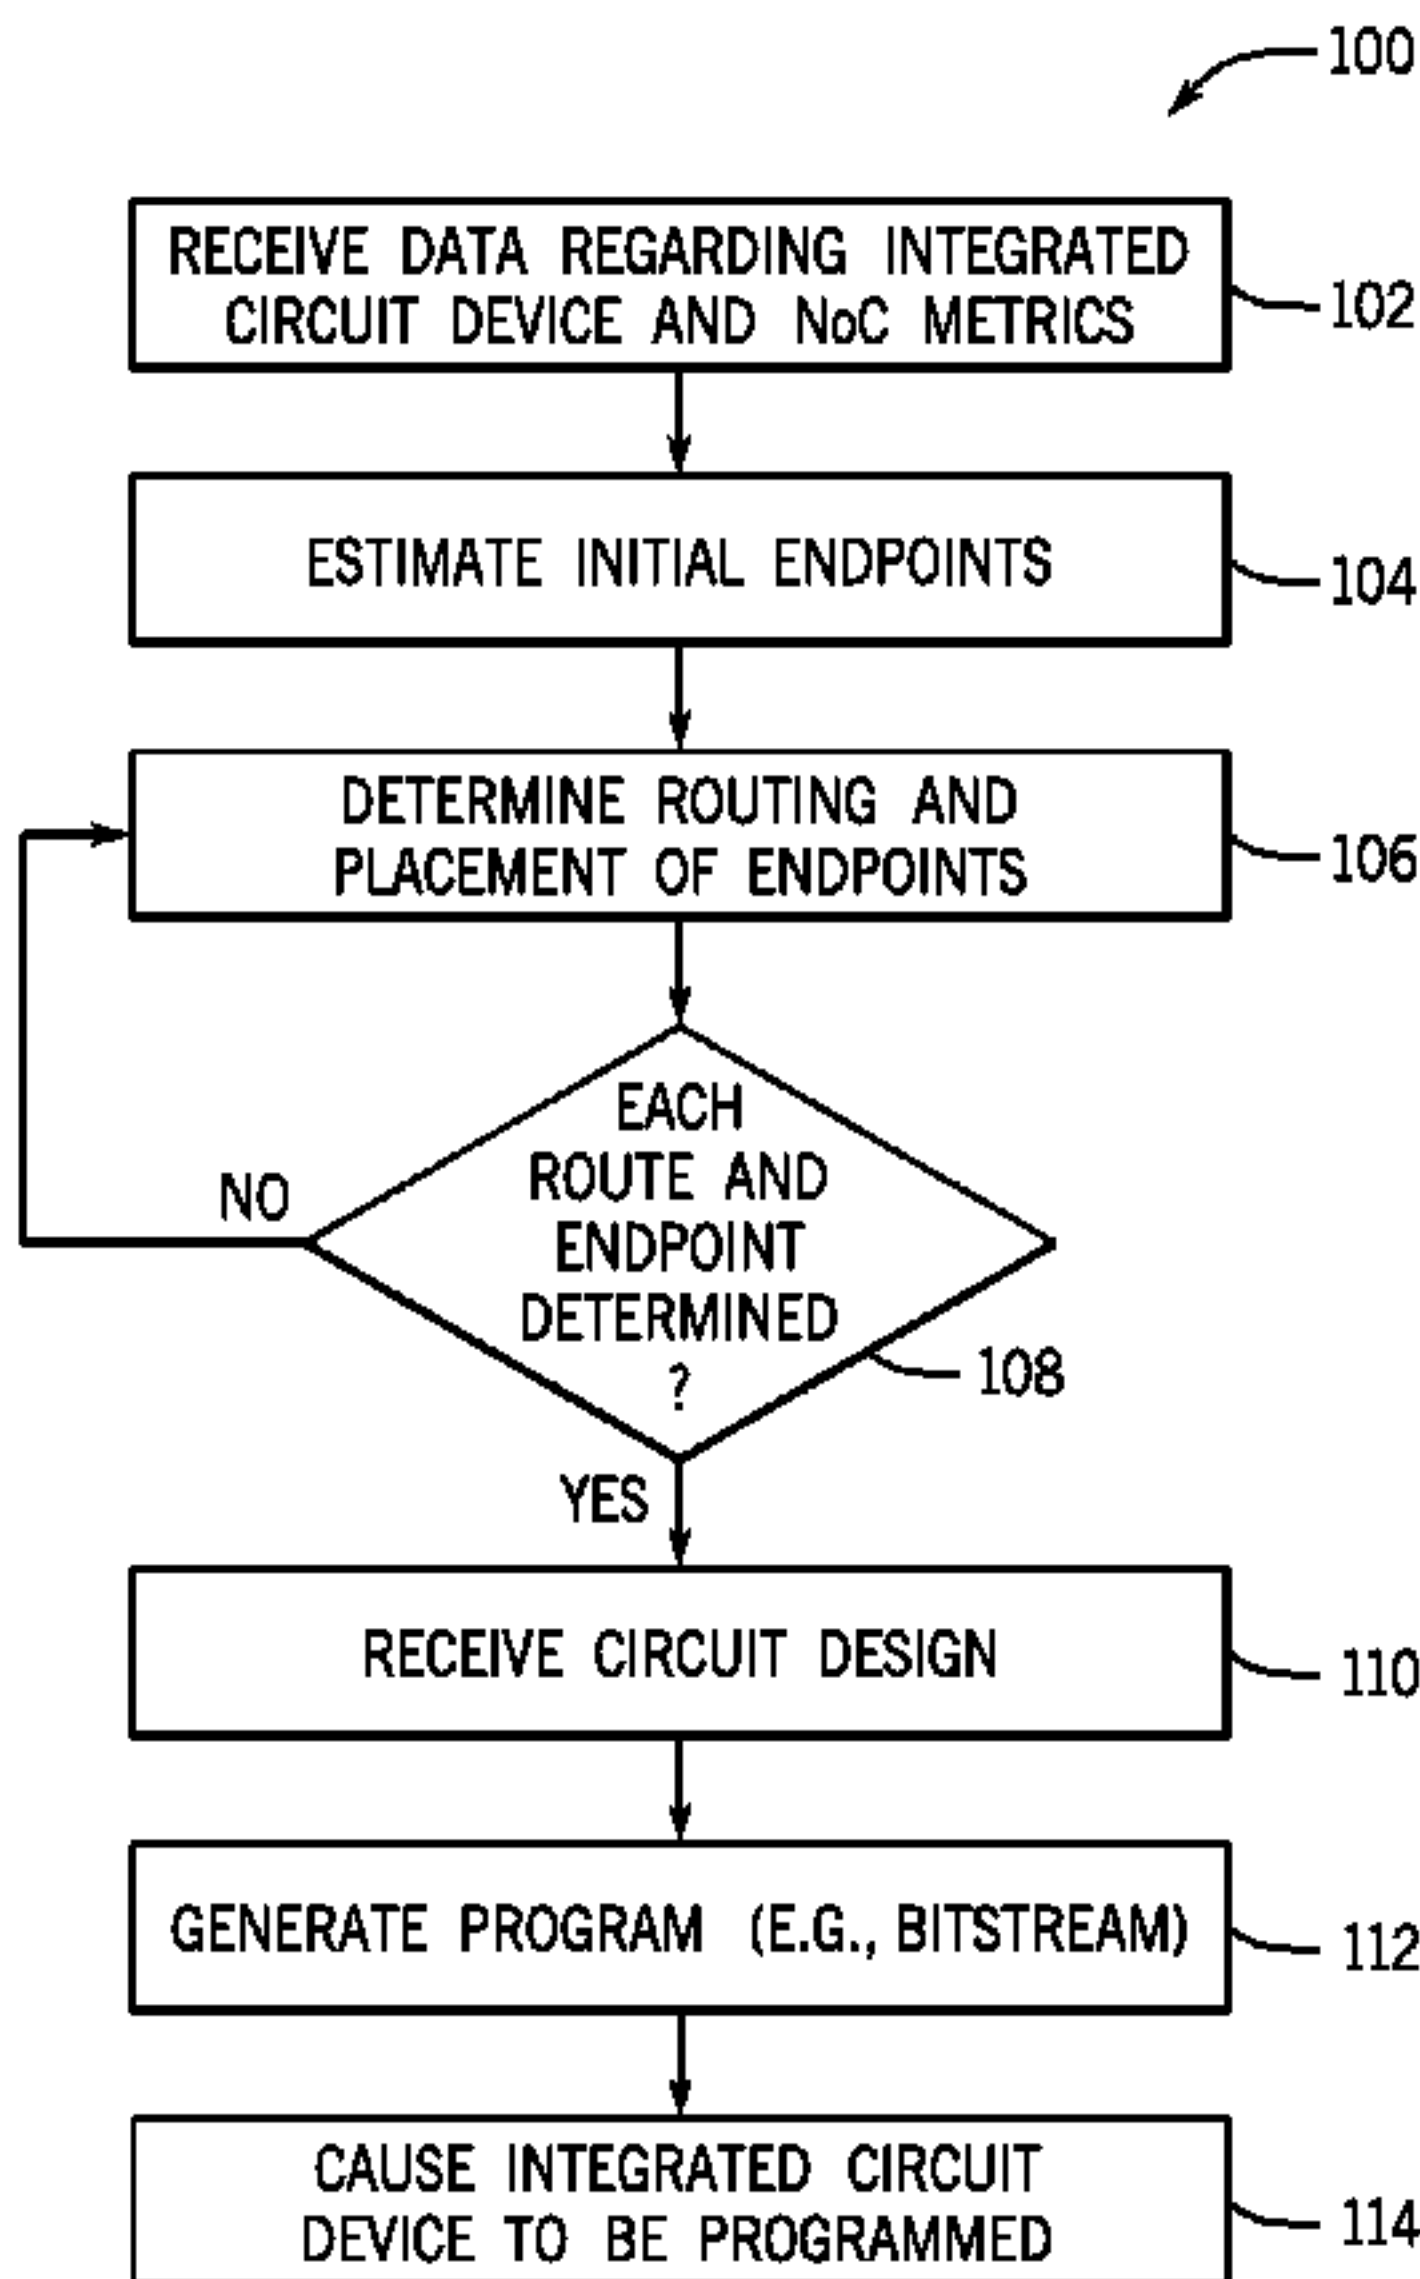 100
RECEIVE DATA REGARDING INTEGRATED
CIRCUIT DEVICE AND NoC METRICS
102
ESTIMATE INITIAL ENDPOINTS
104
DETERMINE ROUTING AND
PLACEMENT OF ENDPOINTS
106
EACH
ROUTE AND
ENDPOINT
DETERMINED
?
NO
108
YES
RECEIVE CIRCUIT DESIGN
110
GENERATE PROGRAM (E.G., BITSTREAM)
112
CAUSE INTEGRATED CIRCUIT
DEVICE TO BE PROGRAMMED
114